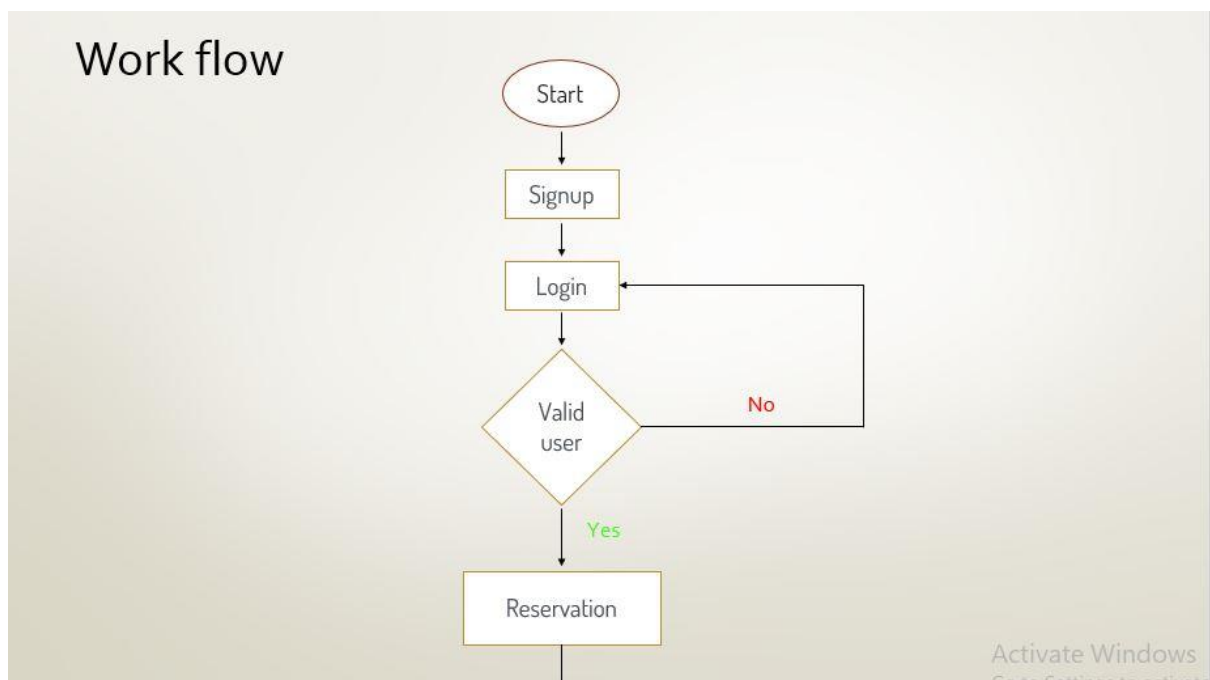 Work flow
Start
Signup
Login
Valid
user
No
Yes
Reservation
Activate Windows